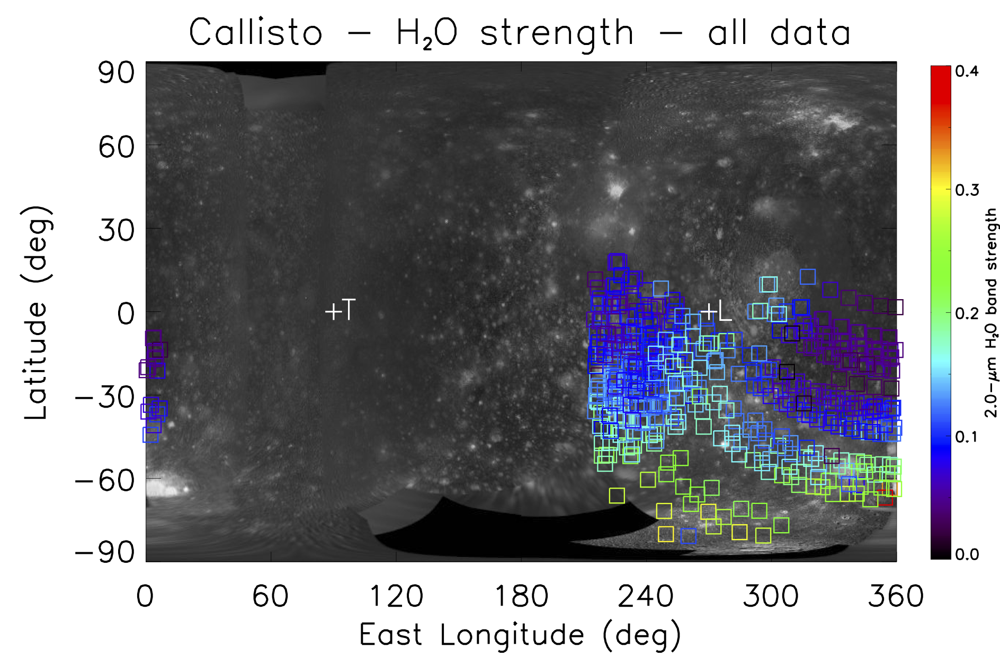 Callisto – H₂O strength – all data
90
60
30
0
−30
−60
−90
Latitude (deg)
+T
+L
0 60 120 180 240 300 360
East Longitude (deg)
0.4
0.3
0.2
0.1
0.0
2.0−μm H₂O band strength